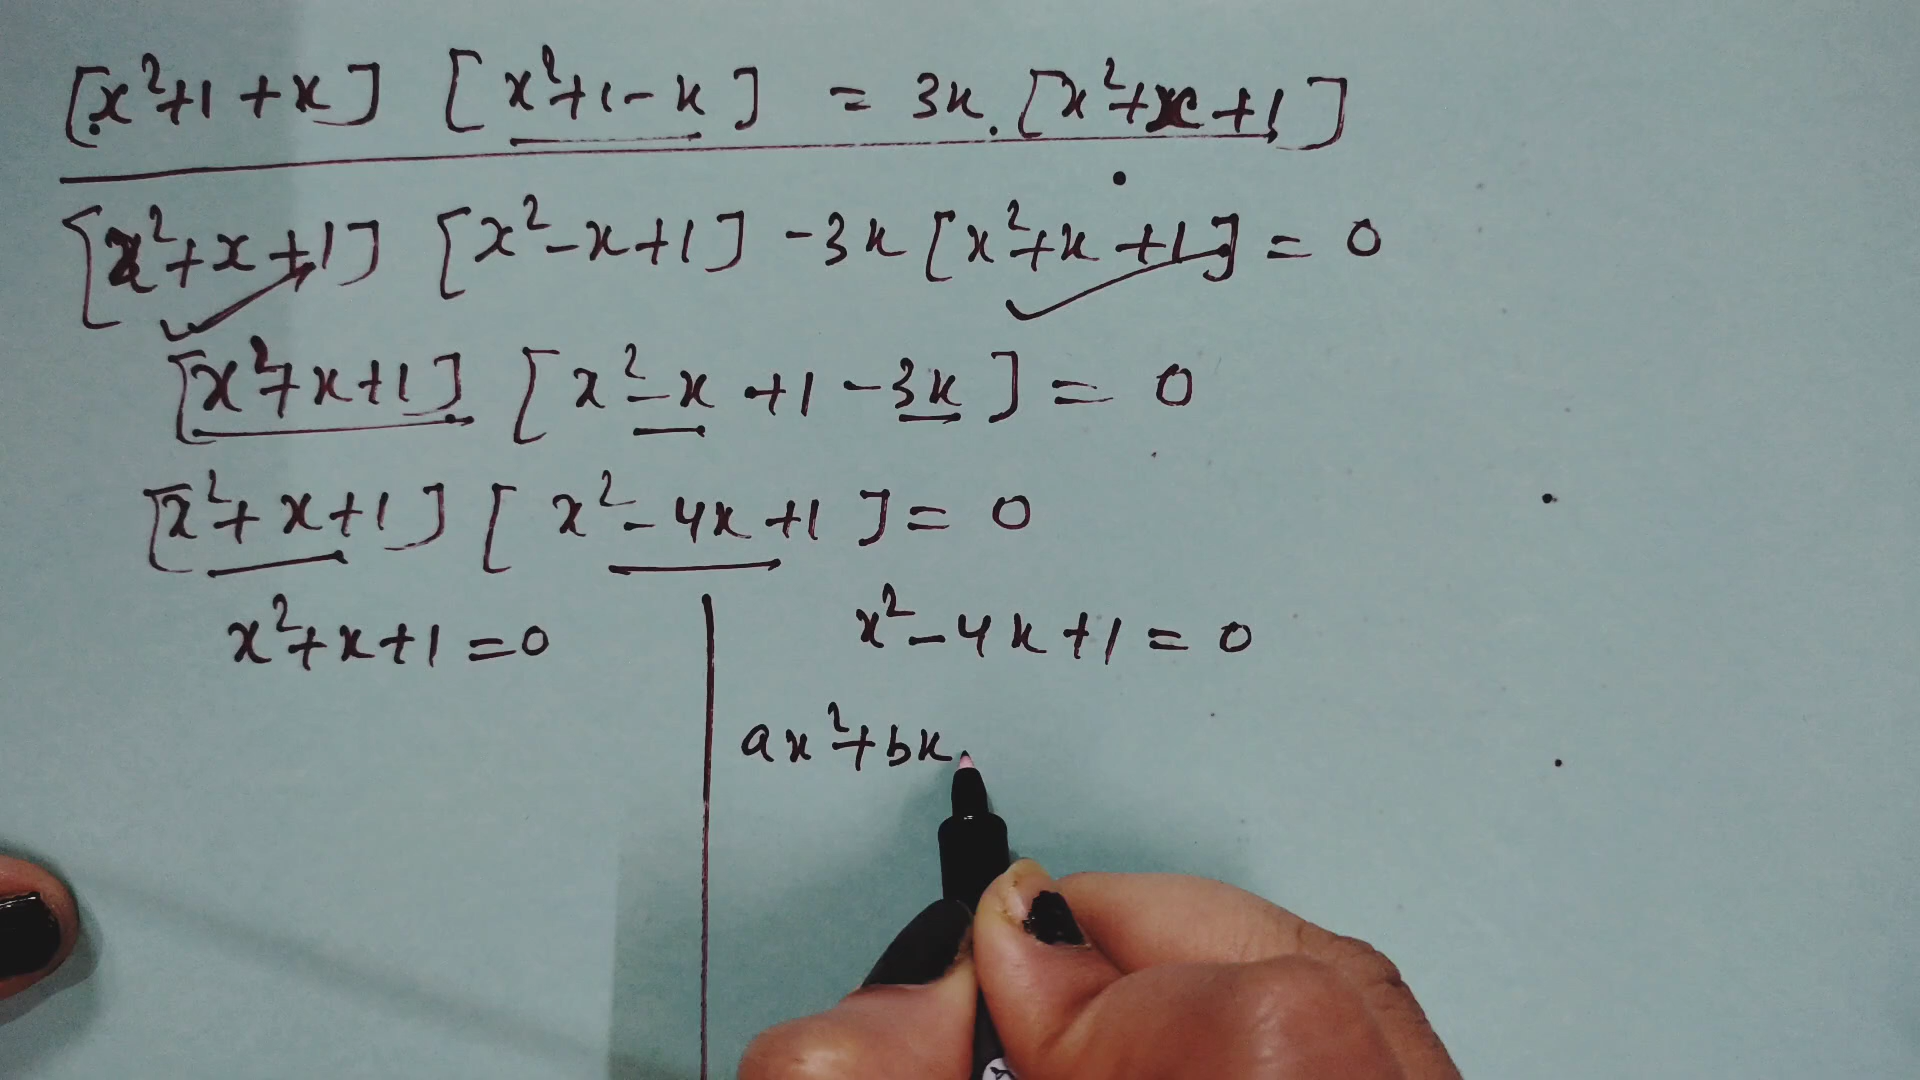 [x²+1+x] [x²+1-x] = 3x.[x²+x+1]
[x²+x+1] [x²-x+1] -3x [x²+x+1] = 0
[x²+x+1] [x²-x+1-3x] = 0
[x²+x+1] [x²-4x+1] = 0
x²+x+1=0
x²-4x+1=0
ax²+bx